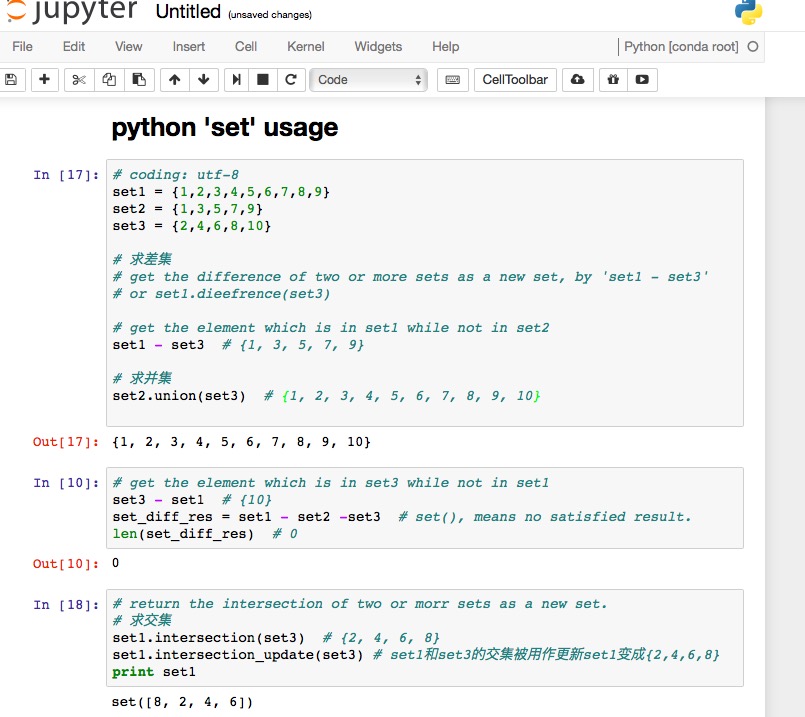 jupyter Untitled (unsaved changes)
File Edit View Insert Cell Kernel Widgets Help Python [conda root]
Code CellToolbar
python 'set' usage
In [17]: # coding: utf-8
set1 = {1,2,3,4,5,6,7,8,9}
set2 = {1,3,5,7,9}
set3 = {2,4,6,8,10}
# 求差集
# get the difference of two or more sets as a new set, by 'set1 - set3'
# or set1.dieefrence(set3)
# get the element which is in set1 while not in set2
set1 - set3  # {1, 3, 5, 7, 9}
# 求并集
set2.union(set3)  # {1, 2, 3, 4, 5, 6, 7, 8, 9, 10}
Out[17]: {1, 2, 3, 4, 5, 6, 7, 8, 9, 10}
In [10]: # get the element which is in set3 while not in set1
set3 - set1  # {10}
set_diff_res = set1 - set2 -set3  # set(), means no satisfied result.
len(set_diff_res)  # 0
Out[10]: 0
In [18]: # return the intersection of two or morr sets as a new set.
# 求交集
set1.intersection(set3)  # {2, 4, 6, 8}
set1.intersection_update(set3) # set1和set3的交集被用作更新set1变成{2,4,6,8}
print set1
set([8, 2, 4, 6])